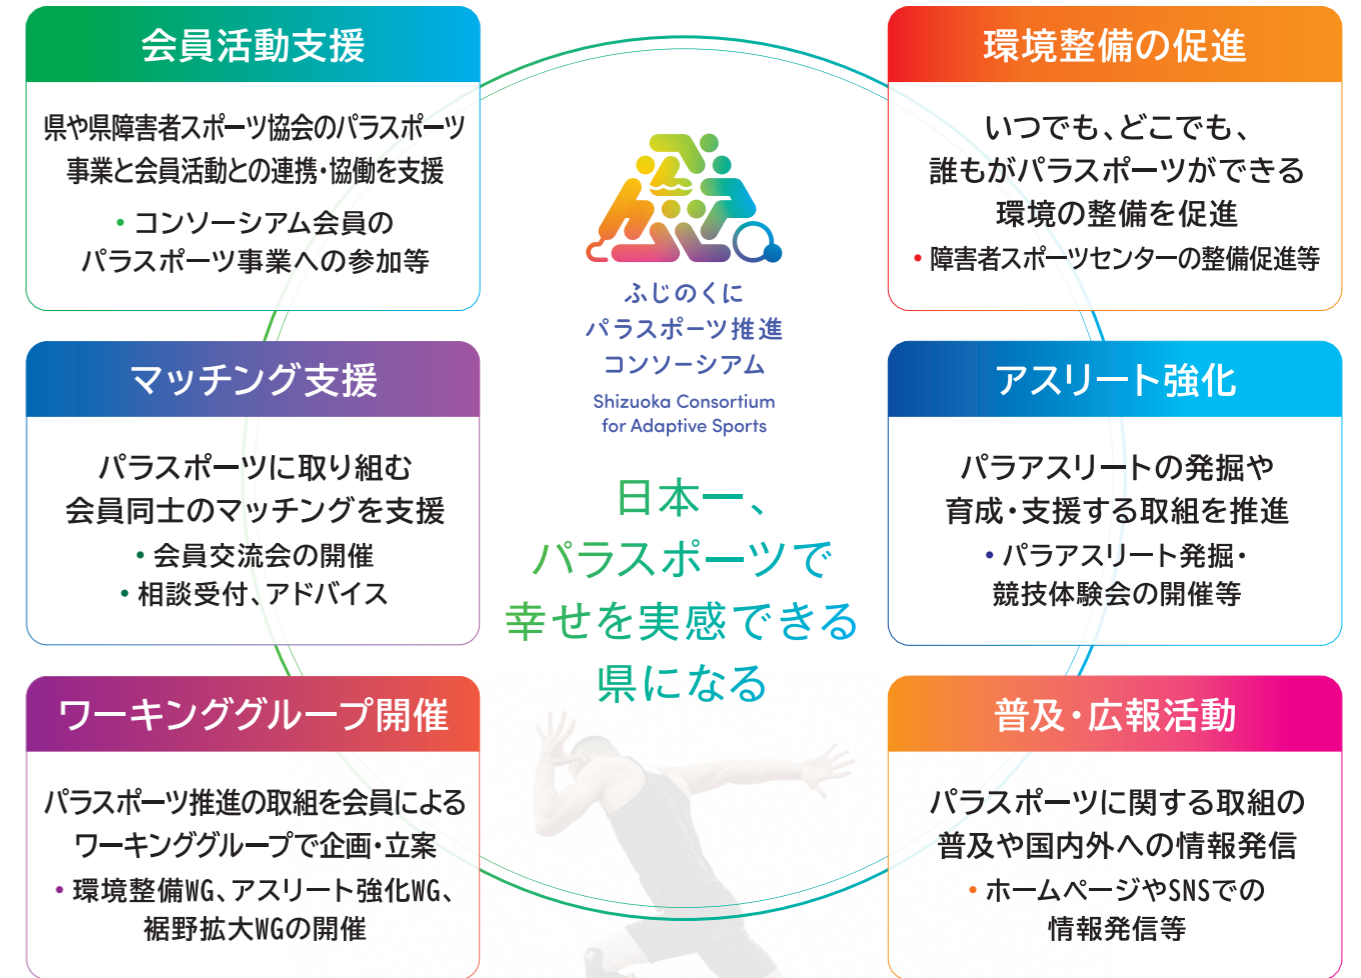 会員活動支援
県や県障害者スポーツ協会のパラスポーツ
事業と会員活動との連携・協働を支援
・コンソーシアム会員の
パラスポーツ事業への参加等
マッチング支援
パラスポーツに取り組む
会員同士のマッチングを支援
・会員交流会の開催
・相談受付、アドバイス
ワーキンググループ開催
パラスポーツ推進の取組を会員による
ワーキンググループで企画・立案
・環境整備WG、アスリート強化WG、
裾野拡大WGの開催
ふじのくに
パラスポーツ推進
コンソーシアム
Shizuoka Consortium
for Adaptive Sports
日本一、
パラスポーツで
幸せを実感できる
県になる
環境整備の促進
いつでも、どこでも、
誰もがパラスポーツができる
環境の整備を促進
・障害者スポーツセンターの整備促進等
アスリート強化
パラアスリートの発掘や
育成・支援する取組を推進
・パラアスリート発掘・
競技体験会の開催等
普及・広報活動
パラスポーツに関する取組の
普及や国内外への情報発信
・ホームページやSNSでの
情報発信等